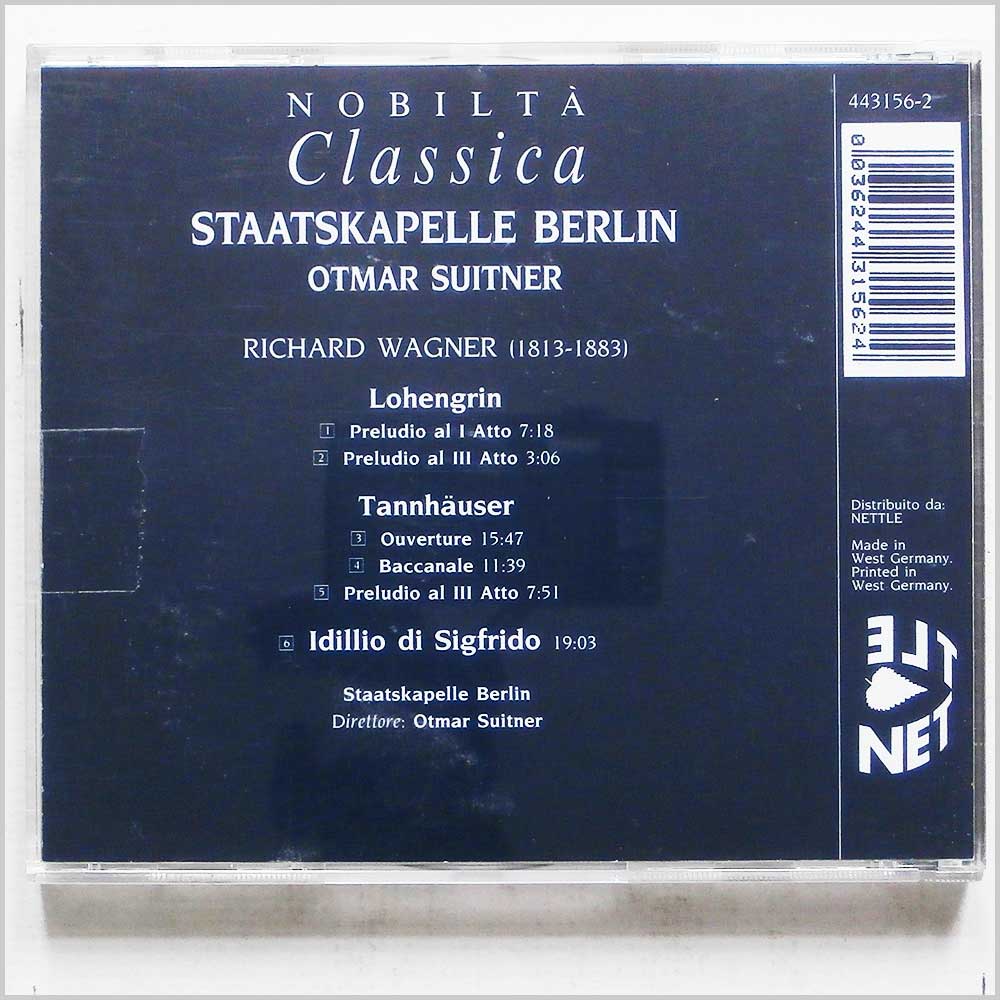 NOBILTÀ
Classica
STAATSKAPELLE BERLIN
OTMAR SUITNER
RICHARD WAGNER (1813-1883)
Lohengrin
1 Preludio al I Atto 7:18
2 Preludio al III Atto 3:06
Tannhäuser
3 Ouverture 15:47
4 Baccanale 11:39
5 Preludio al III Atto 7:51
6 Idillio di Sigfrido 19:03
Staatskapelle Berlin
Direttore: Otmar Suitner
443156-2
0 036244 315624
Distribuito da:
NETTLE
Made in
West Germany.
Printed in
West Germany.
NETTLE